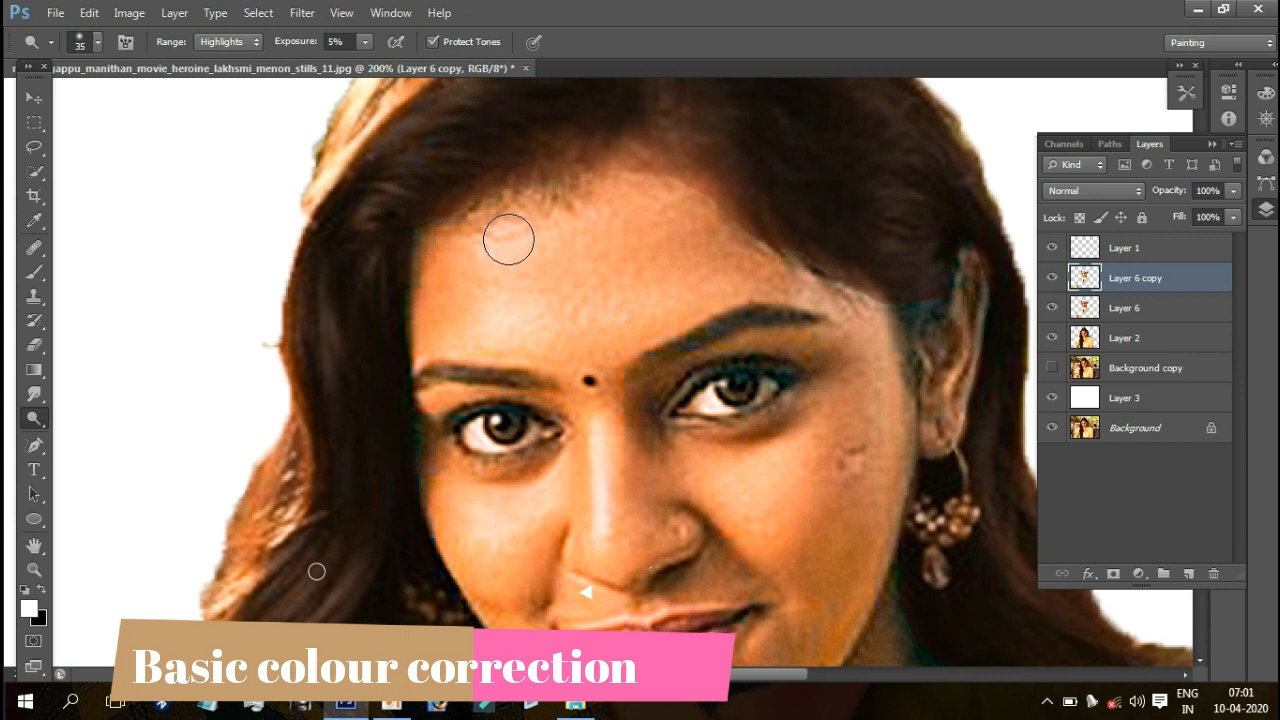 Ps File Edit Image Layer Type Select Filter View Window Help
35 Range: Highlights Exposure: 5% Protect Tones Painting
gappu_manithan_movie_heroine_lakhsmi_menon_stills_11.jpg @ 200% (Layer 6 copy, RGB/8*) * ×
Channels Paths Layers
Kind
Normal Opacity: 100%
Lock: Fill: 100%
Layer 1
Layer 6 copy
Layer 6
Layer 2
Background copy
Layer 3
Background
fx
Basic colour correction
ENG 07:01
IN 10-04-2020